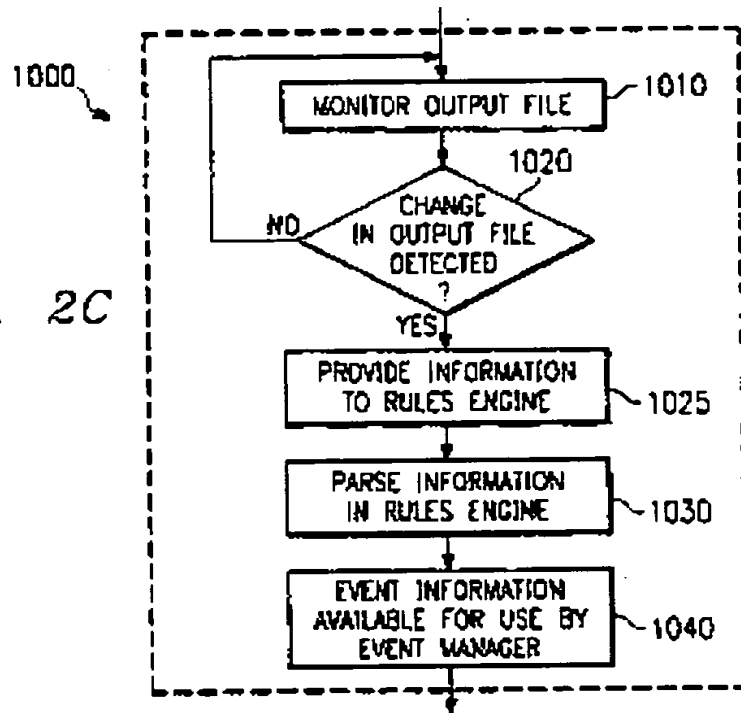 1000
MONITOR OUTPUT FILE
1010
1020
CHANGE
IN OUTPUT FILE
DETECTED
?
NO
2C
YES
PROVIDE INFORMATION
TO RULES ENGINE
1025
PARSE INFORMATION
IN RULES ENGINE
1030
EVENT INFORMATION
AVAILABLE FOR USE BY
EVENT MANAGER
1040